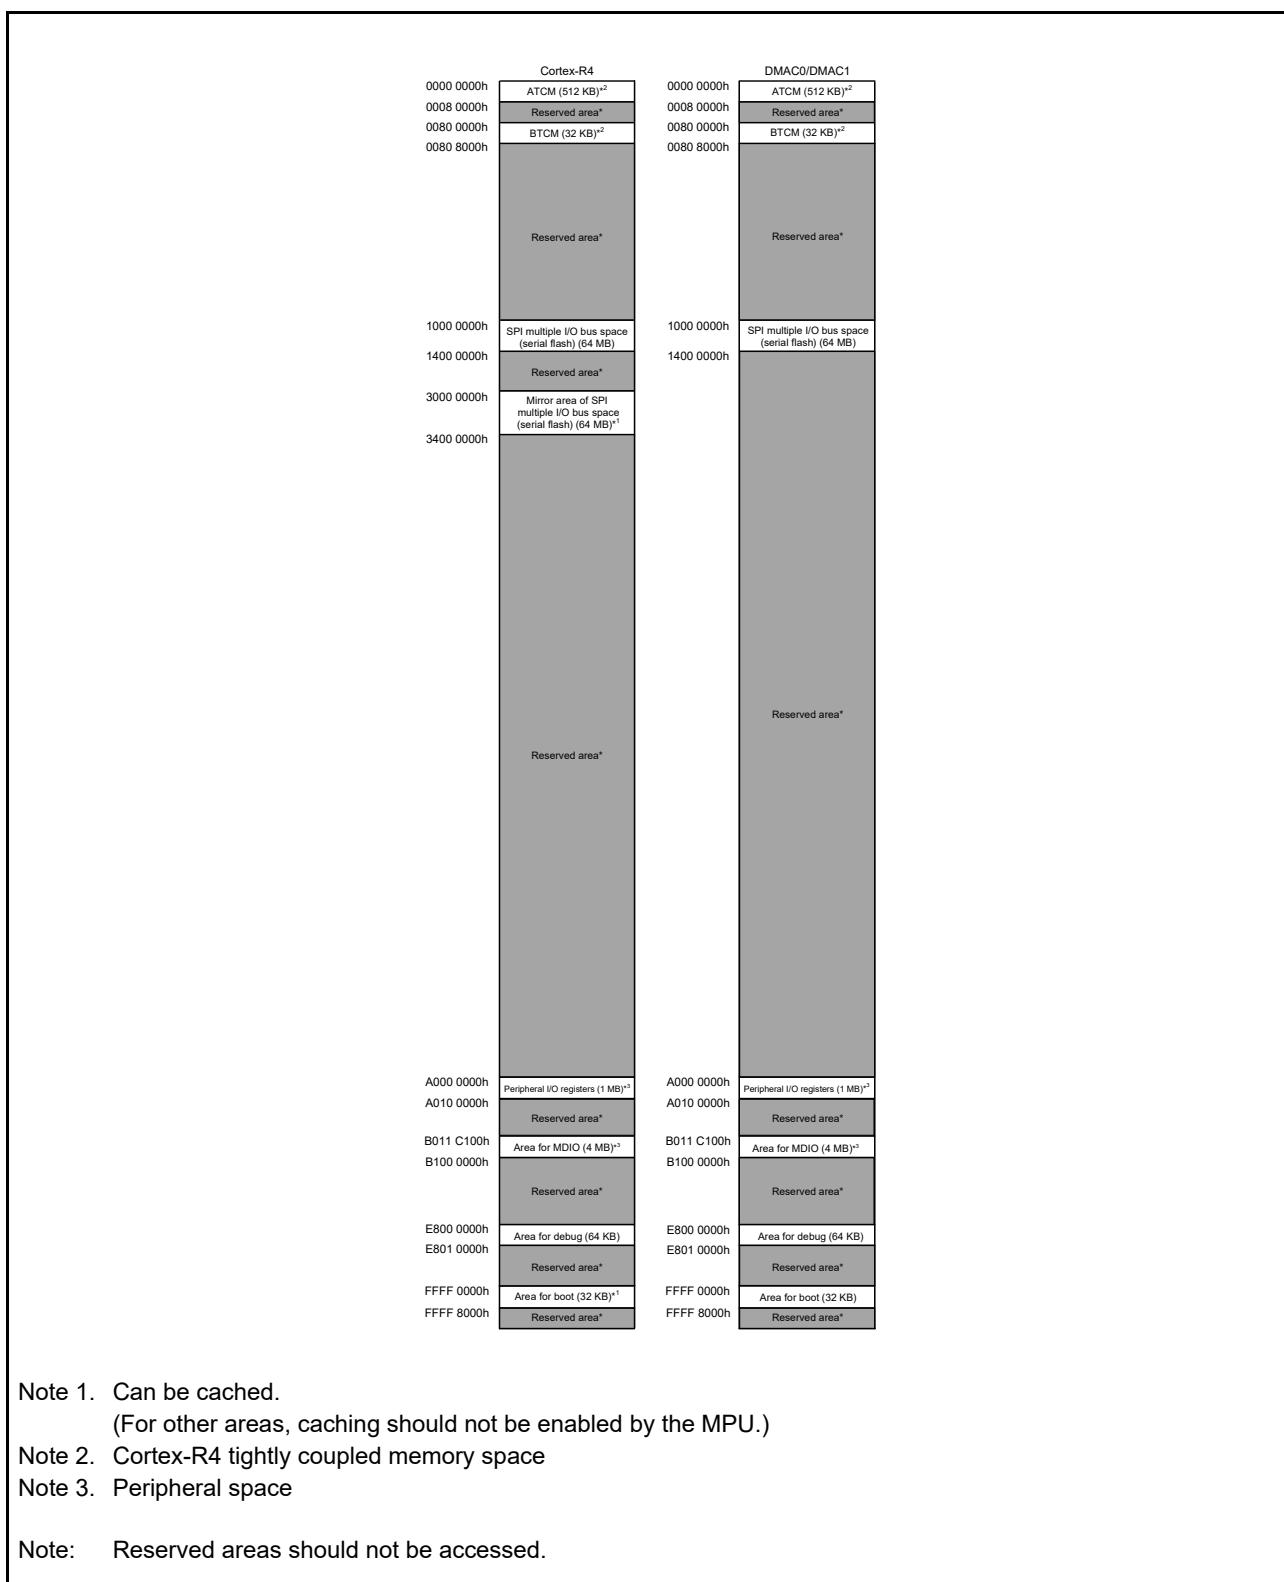 Cortex-R4
0000 0000h
ATCM (512 KB)*2
0008 0000h
Reserved area*
0080 0000h
BTCM (32 KB)*2
0080 8000h
Reserved area*
1000 0000h
SPI multiple I/O bus space
(serial flash) (64 MB)
1400 0000h
Reserved area*
3000 0000h
Mirror area of SPI
multiple I/O bus space
(serial flash) (64 MB)*1
3400 0000h
Reserved area*
A000 0000h
Peripheral I/O registers (1 MB)*3
A010 0000h
Reserved area*
B011 C100h
Area for MDIO (4 MB)*3
B100 0000h
Reserved area*
E800 0000h
Area for debug (64 KB)
E801 0000h
Reserved area*
FFFF 0000h
Area for boot (32 KB)*1
FFFF 8000h
Reserved area*
DMAC0/DMAC1
0000 0000h
ATCM (512 KB)*2
0008 0000h
Reserved area*
0080 0000h
BTCM (32 KB)*2
0080 8000h
Reserved area*
1000 0000h
SPI multiple I/O bus space
(serial flash) (64 MB)
1400 0000h
Reserved area*
A000 0000h
Peripheral I/O registers (1 MB)*3
A010 0000h
Reserved area*
B011 C100h
Area for MDIO (4 MB)*3
B100 0000h
Reserved area*
E800 0000h
Area for debug (64 KB)
E801 0000h
Reserved area*
FFFF 0000h
Area for boot (32 KB)
FFFF 8000h
Reserved area*
Note 1. Can be cached.
(For other areas, caching should not be enabled by the MPU.)
Note 2. Cortex-R4 tightly coupled memory space
Note 3. Peripheral space
Note: Reserved areas should not be accessed.